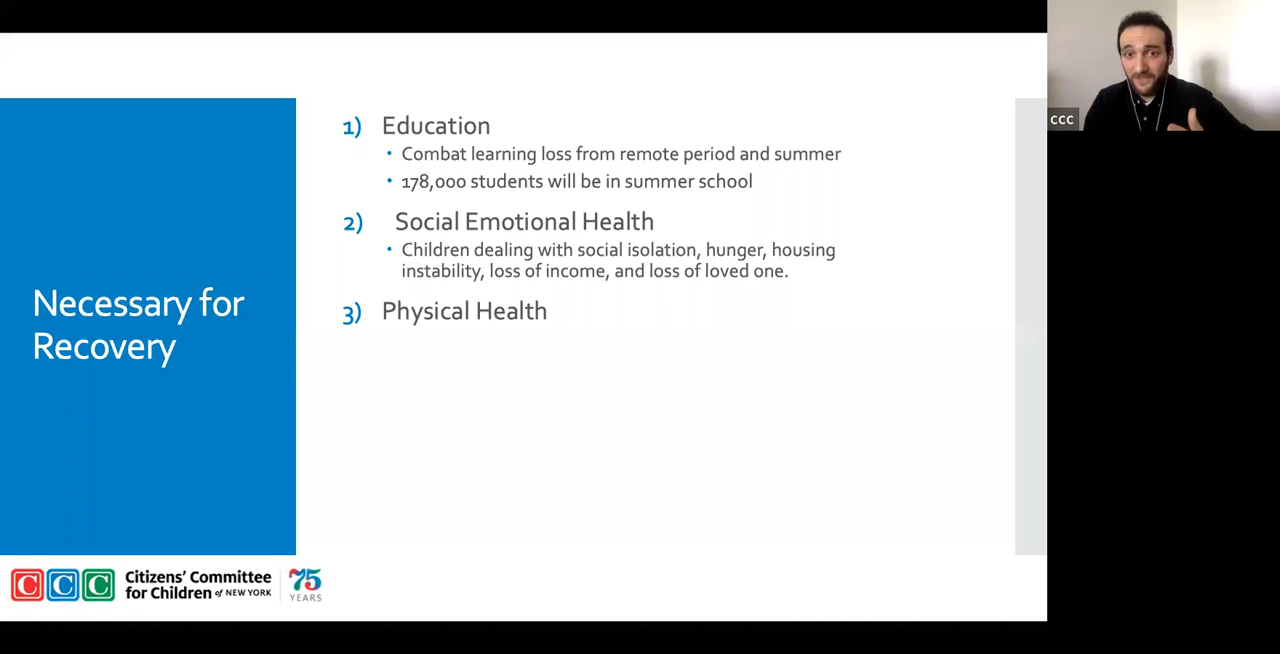 1) Education
• Combat learning loss from remote period and summer
• 178,000 students will be in summer school
2) Social Emotional Health
• Children dealing with social isolation, hunger, housing
instability, loss of income, and loss of loved one.
3) Physical Health
Necessary for
Recovery
CCC Citizens' Committee
for Children of NEW YORK
75
YEARS
ccc